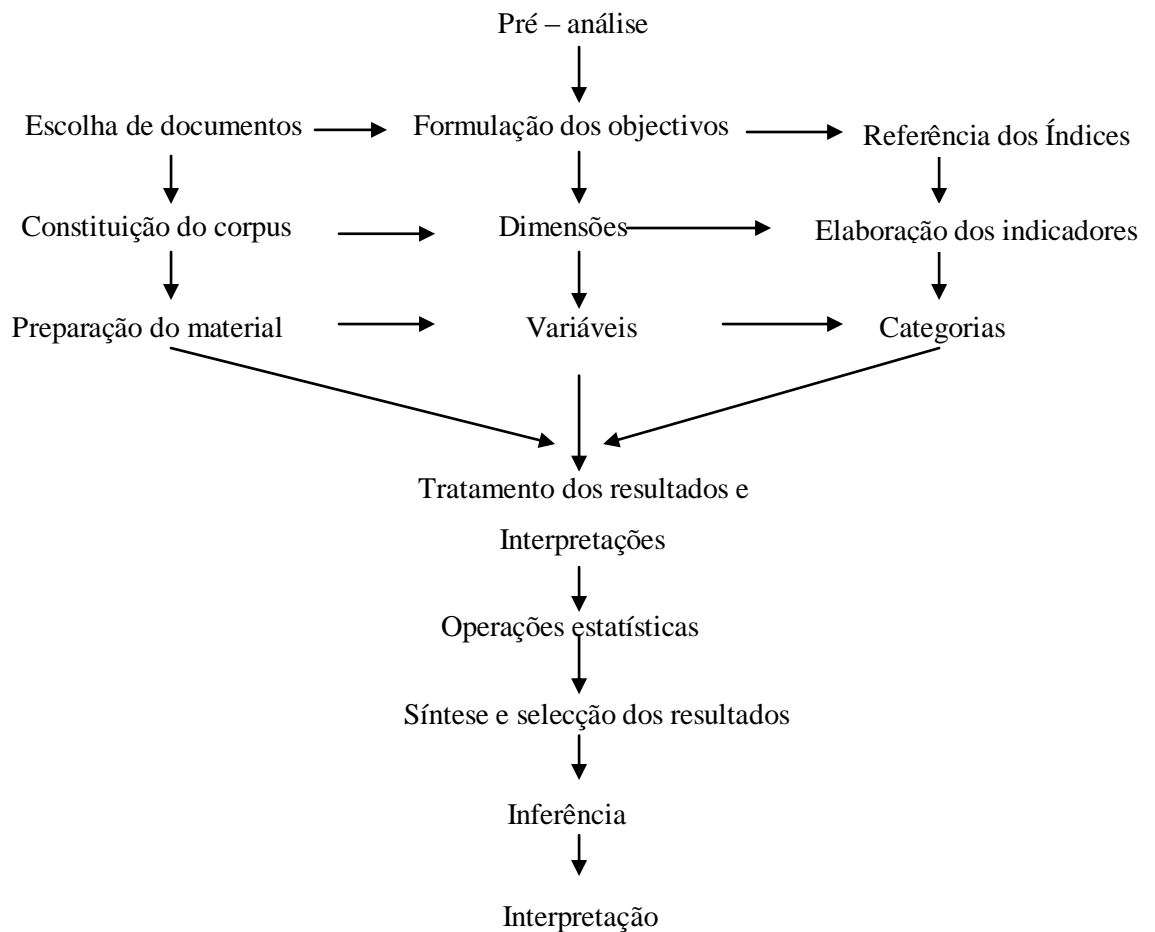 Pré – análise
Escolha de documentos
Formulação dos objectivos
Referência dos Índices
Constituição do corpus
Dimensões
Elaboração dos indicadores
Preparação do material
Variáveis
Categorias
Tratamento dos resultados e
Interpretações
Operações estatísticas
Síntese e selecção dos resultados
Inferência
Interpretação